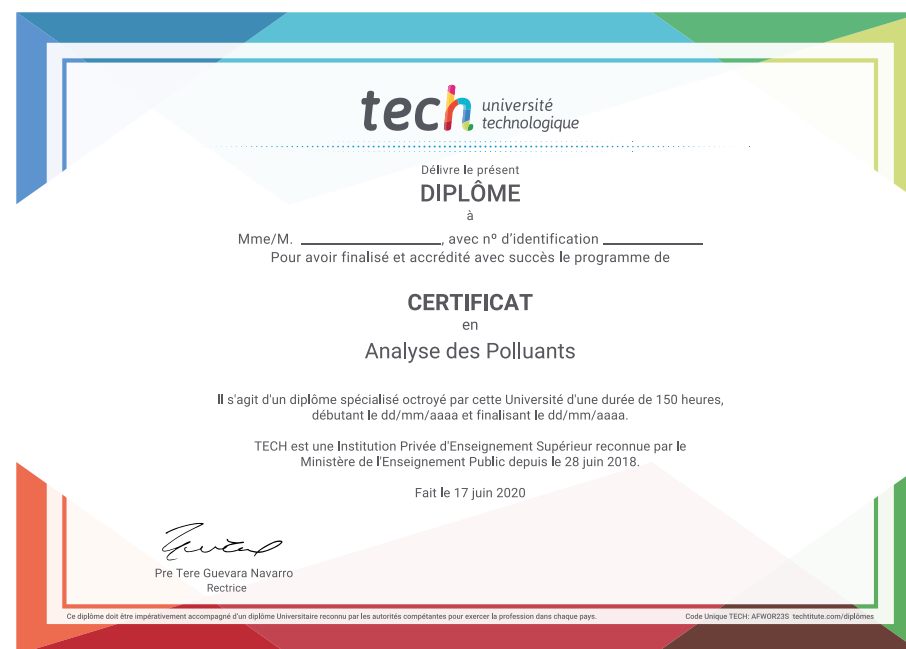 tech université
technologique
Délivre le présent
DIPLÔME
à
Mme/M. ____________________, avec nº d'identification ______________
Pour avoir finalisé et accrédité avec succès le programme de
CERTIFICAT
en
Analyse des Polluants
Il s'agit d'un diplôme spécialisé octroyé par cette Université d'une durée de 150 heures,
débutant le dd/mm/aaaa et finalisant le dd/mm/aaaa.
TECH est une Institution Privée d'Enseignement Supérieur reconnue par le
Ministère de l'Enseignement Public depuis le 28 juin 2018.
Fait le 17 juin 2020
Pre Tere Guevara Navarro
Rectrice
Ce diplôme doit être impérativement accompagné d'un diplôme Universitaire reconnu par les autorités compétantes pour exercer la profession dans chaque pays.
Code Unique TECH: AFWOR23S techtitute.com/diplômes